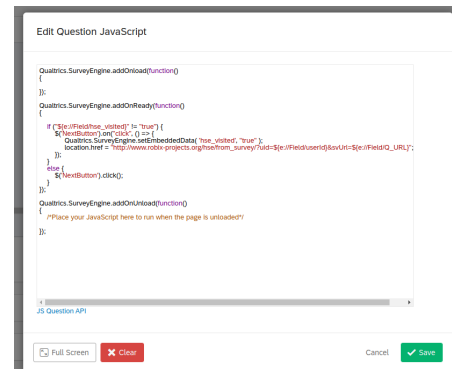 Edit Question JavaScript
Qualtrics.SurveyEngine.addOnload(function()
{
});
Qualtrics.SurveyEngine.addOnReady(function()
{
if ("${e://Field/hse_visited}" != "true") {
$('NextButton').on("click", () => {
Qualtrics.SurveyEngine.setEmbeddedData( 'hse_visited', "true" );
location.href = "http://www.robix-projects.org/hse/from_survey/?uid=${e://Field/userId}&svUrl=${e://Field/Q_URL}";
});
}
else {
$('NextButton').click();
}
});
Qualtrics.SurveyEngine.addOnUnload(function()
{
/*Place your JavaScript here to run when the page is unloaded*/
});
JS Question API
Full Screen
Clear
Cancel
Save